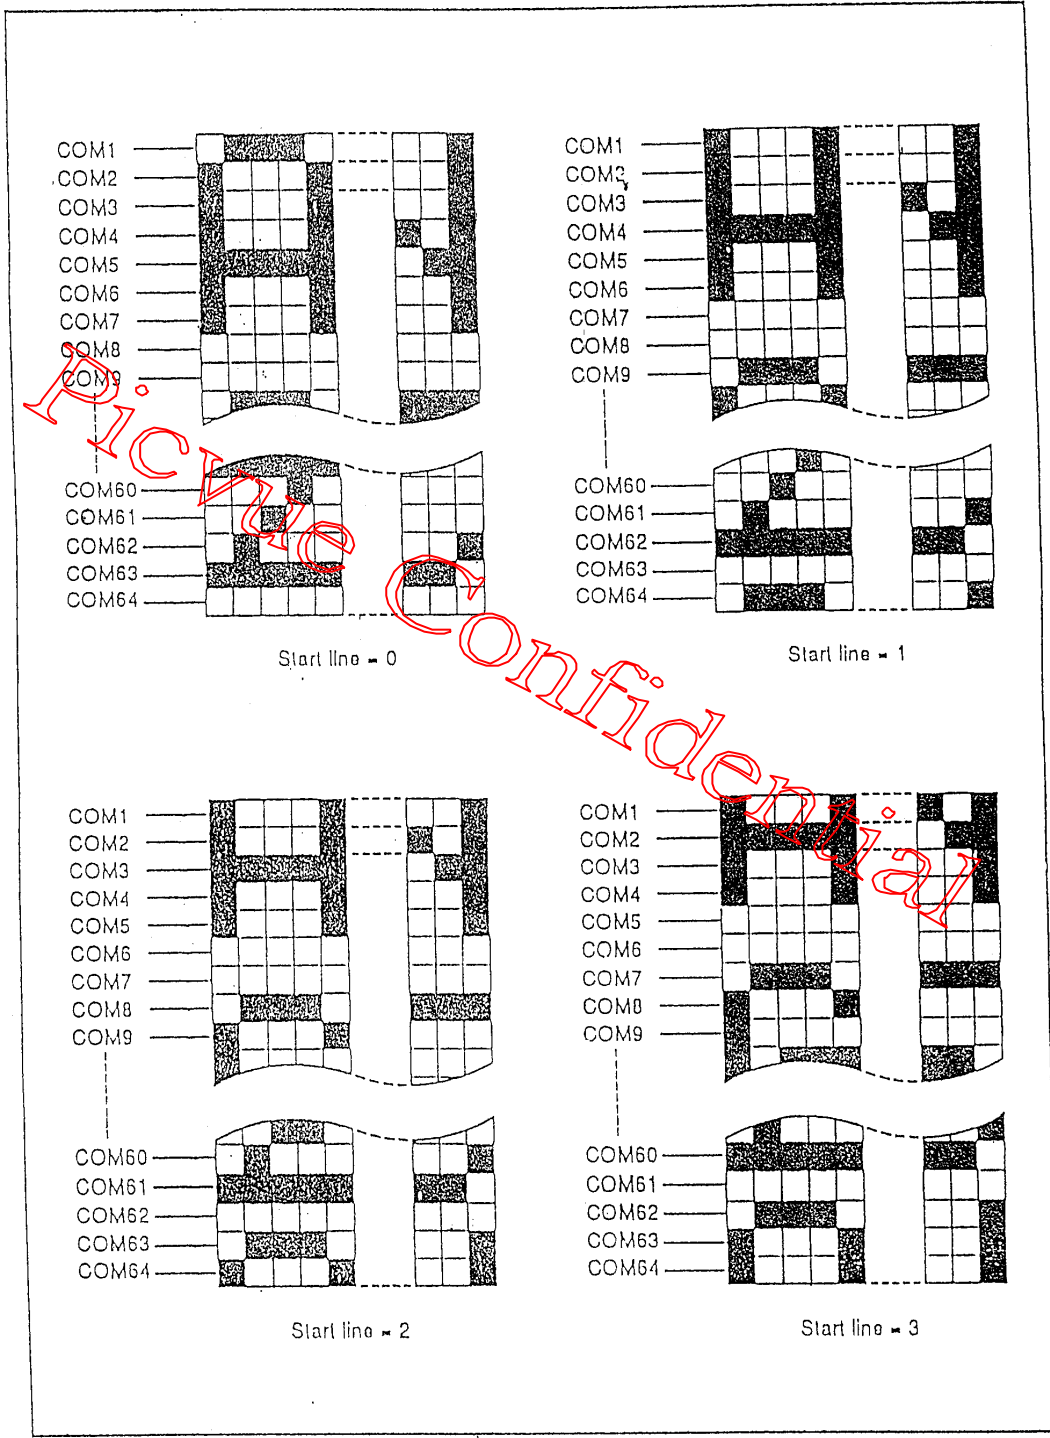 COM1
COM2
COM3
COM4
COM5
COM6
COM7
COM8
COM9
COM60
COM61
COM62
COM63
COM64
Start line = 0
COM1
COM2
COM3
COM4
COM5
COM6
COM7
COM8
COM9
COM60
COM61
COM62
COM63
COM64
Start line = 1
Picvue Confidential
COM1
COM2
COM3
COM4
COM5
COM6
COM7
COM8
COM9
COM60
COM61
COM62
COM63
COM64
Start line = 2
COM1
COM2
COM3
COM4
COM5
COM6
COM7
COM8
COM9
COM60
COM61
COM62
COM63
COM64
Start line = 3